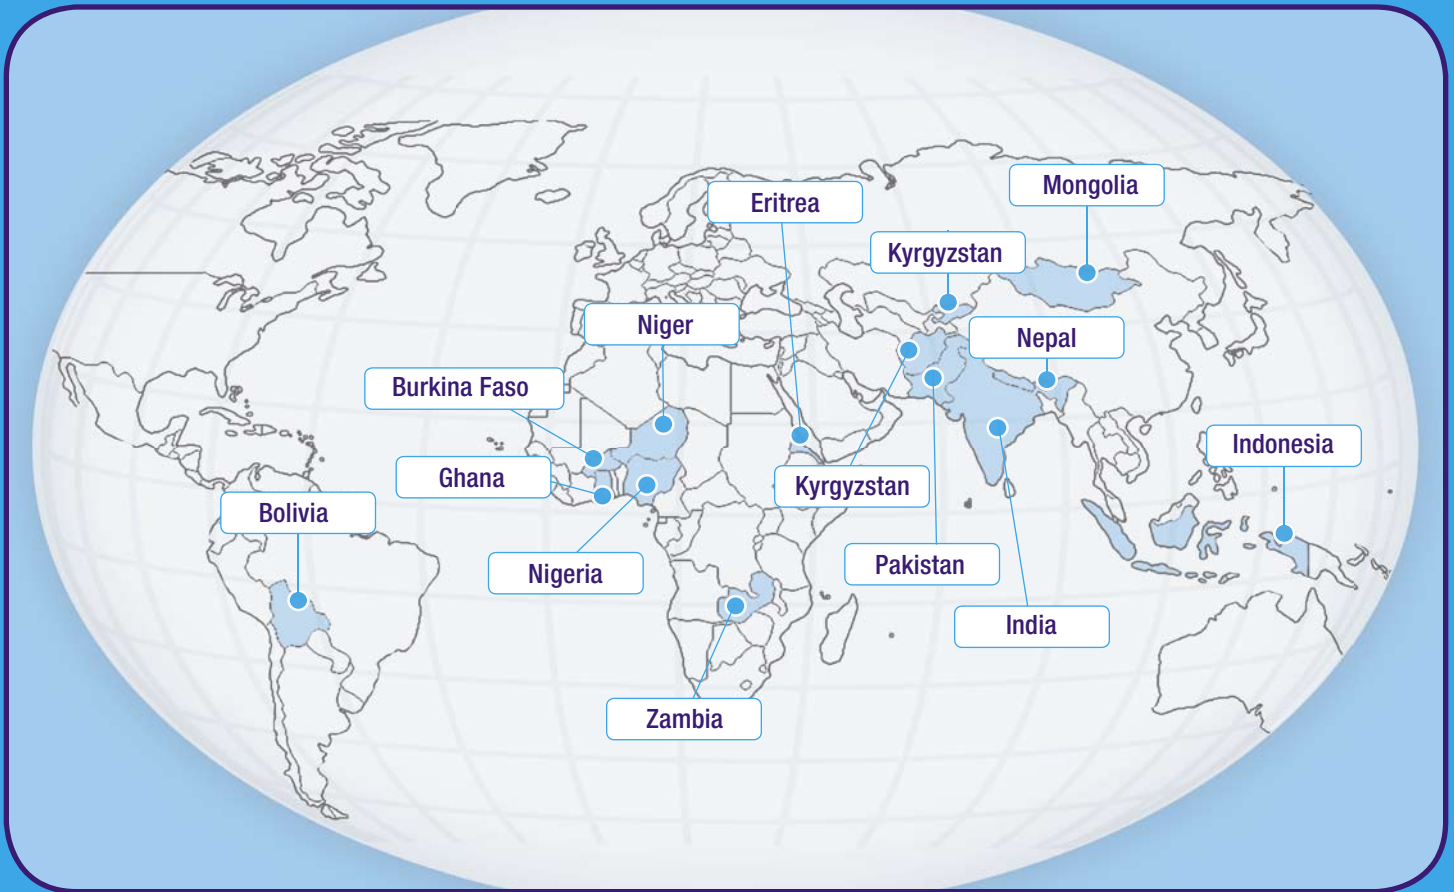 Mongolia
Eritrea
Kyrgyzstan
Niger
Nepal
Burkina Faso
Indonesia
Ghana
Kyrgyzstan
Bolivia
Pakistan
Nigeria
India
Zambia